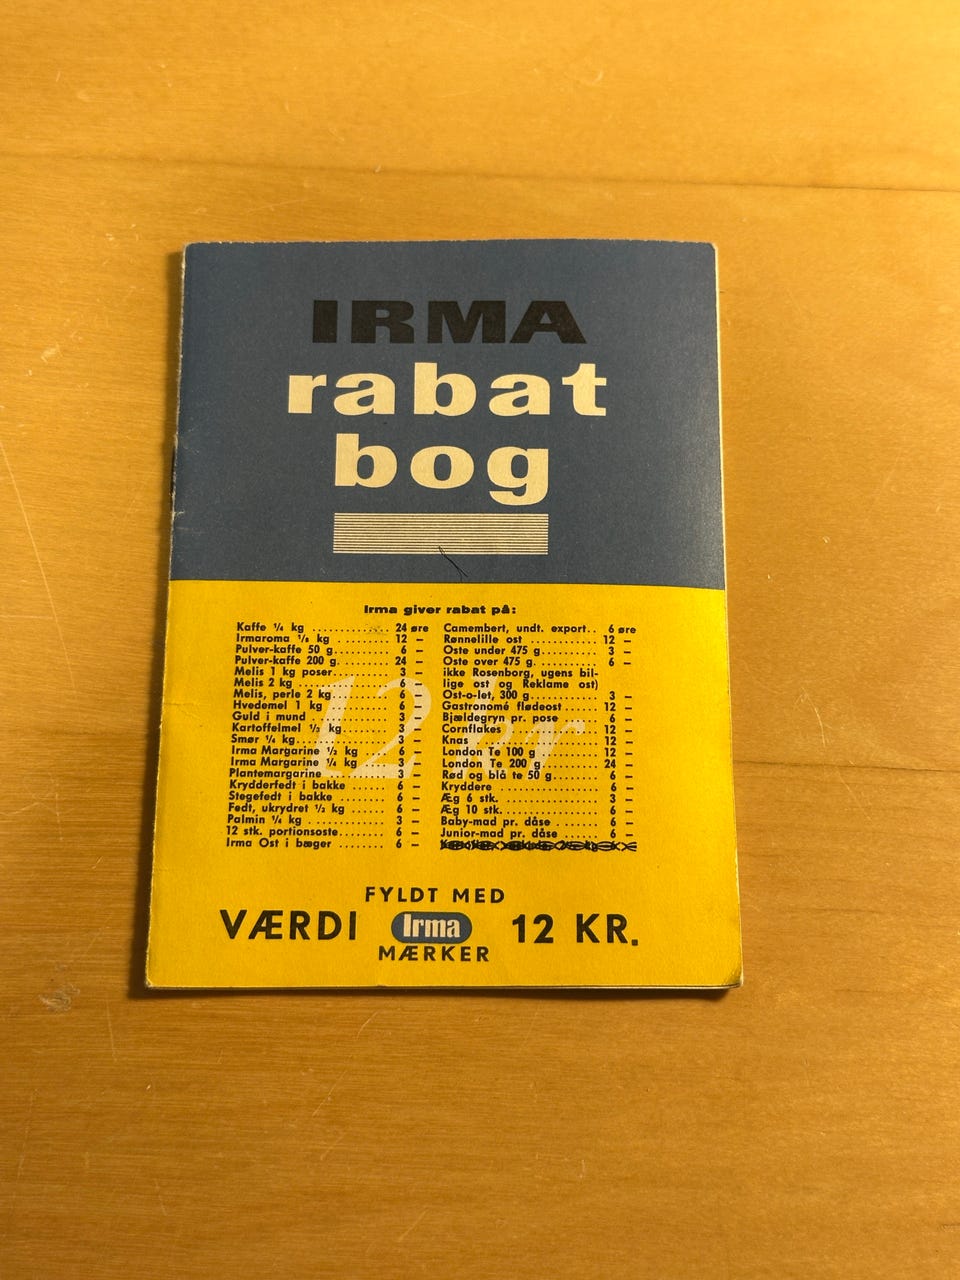 IRMA
rabat
bog
Irma giver rabat på:
Kaffe ¼ kg ............ 24 øre
Irmaroma ⅛ kg ......... 12 –
Pulver-kaffe 50 g. ....... 6 –
Pulver-kaffe 200 g. ...... 24 –
Melis 1 kg poser. ........ 3 –
Melis 2 kg .............. 6 –
Melis, perle 2 kg. ....... 6 –
Hvedemel 1 kg .......... 6 –
Guld i mund ............ 3 –
Kartoffelmel ½ kg. ...... 3 –
Smør ¼ kg. ............. 3 –
Irma Margarine ½ kg .... 6 –
Irma Margarine ¼ kg .... 3 –
Plantemargarine ......... 3 –
Krydderfedt i bakke ...... 6 –
Stegefedt i bakke ........ 6 –
Fedt, ukrydret ½ kg ...... 6 –
Palmin ¼ kg ............ 3 –
12 stk. portionsoste. ...... 6 –
Irma Ost i bæger ........ 6 –
Camembert, undt. export. . 6 øre
Rønnelille ost ........... 12 –
Oste under 475 g. ........ 3 –
Oste over 475 g. ......... 6 –
ikke Rosenborg, ugens bil-
lige ost og Reklame ost)
Ost-o-let, 300 g. ......... 3 –
Gastronomé flødeost ...... 12 –
Bjældegryn pr. pose ...... 6 –
Cornflakes .............. 12 –
Knas ................... 12 –
London Te 100 g. ........ 12 –
London Te 200 g. ........ 24 –
Rød og blå te 50 g. ....... 6 –
Kryddere ............... 6 –
Æg 6 stk. ............... 3 –
Æg 10 stk. .............. 6 –
Baby-mad pr. dåse ....... 6 –
Junior-mad pr. dåse ...... 6 –
12 kr
FYLDT MED
VÆRDI Irma 12 KR.
MÆRKER